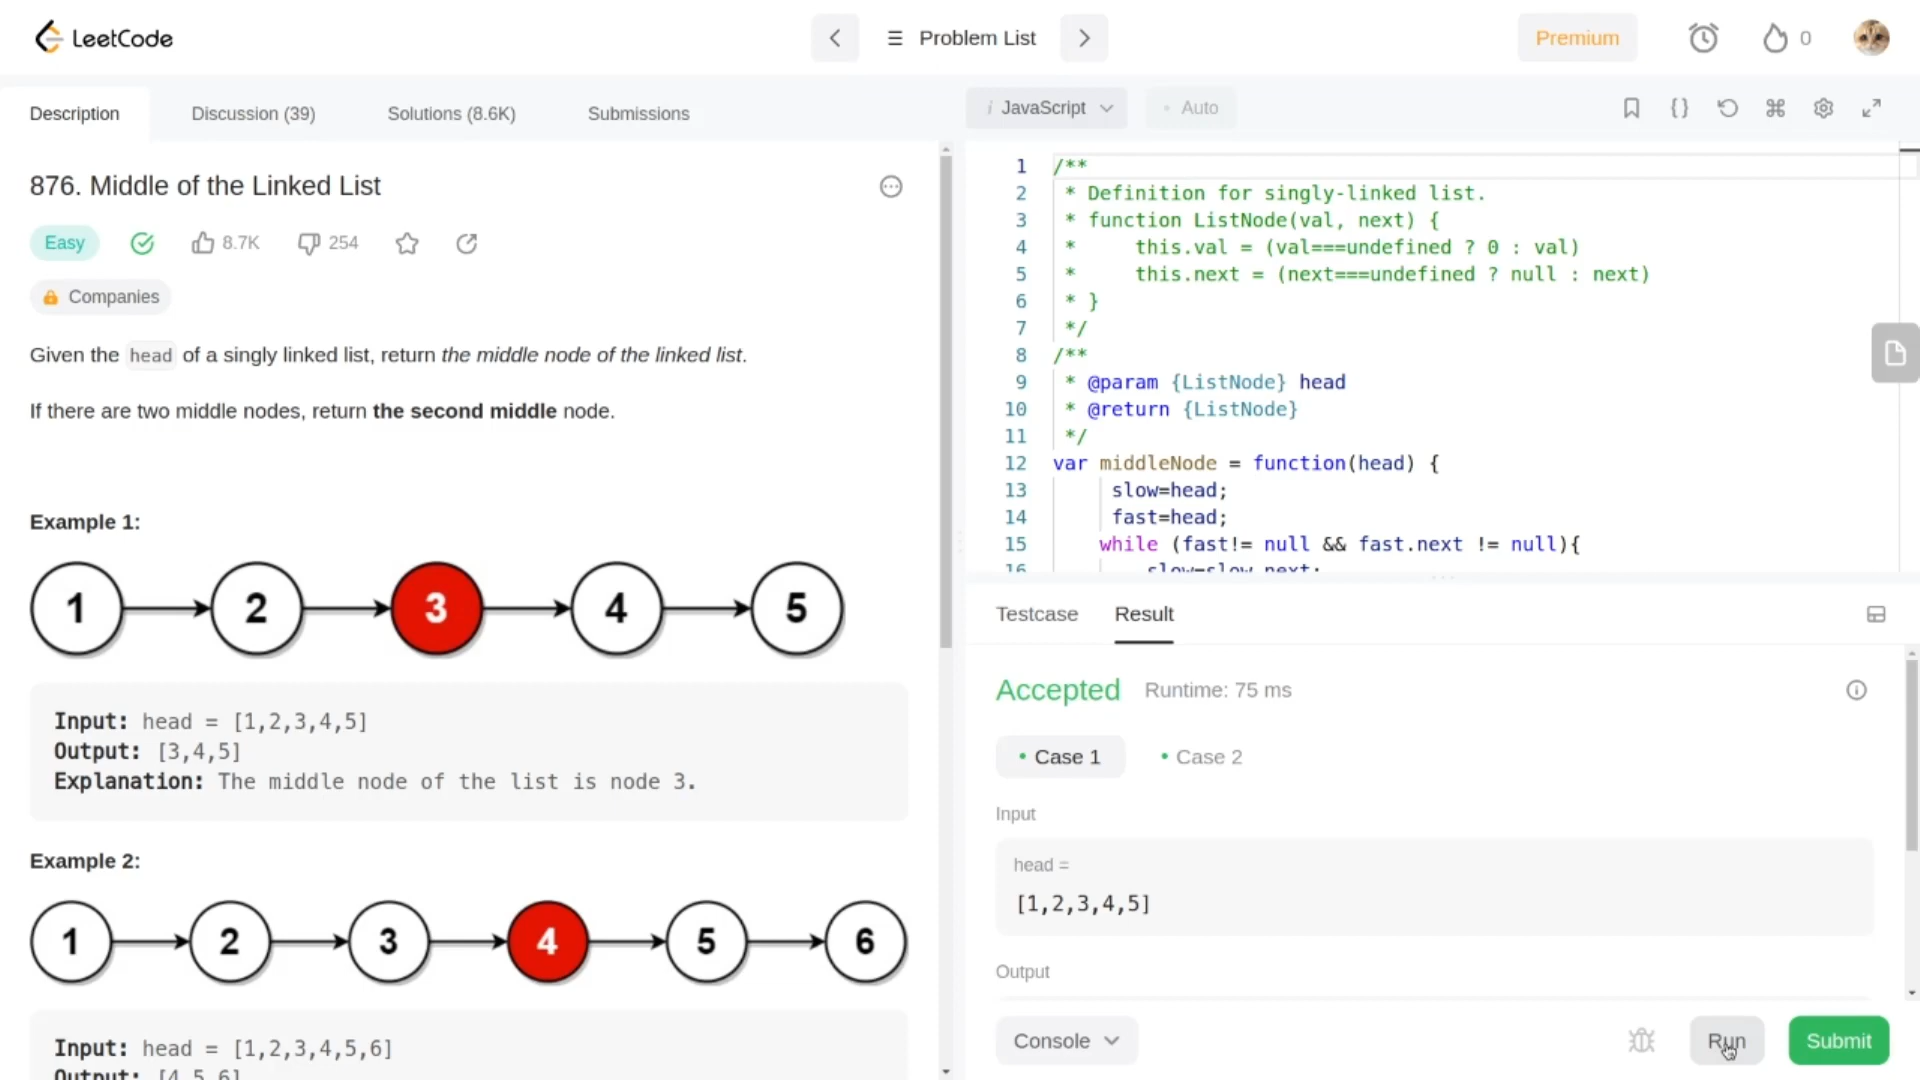 LeetCode
Problem List
Premium
0
Description
Discussion (39)
Solutions (8.6K)
Submissions
876. Middle of the Linked List
Easy
8.7K
254
Companies
Given the head of a singly linked list, return the middle node of the linked list.
If there are two middle nodes, return the second middle node.
Example 1:
1 2 3 4 5
Input: head = [1,2,3,4,5]
Output: [3,4,5]
Explanation: The middle node of the list is node 3.
Example 2:
1 2 3 4 5 6
Input: head = [1,2,3,4,5,6]
Output: [4,5,6]
i JavaScript
• Auto
1 /**
2 * Definition for singly-linked list.
3 * function ListNode(val, next) {
4 *     this.val = (val===undefined ? 0 : val)
5 *     this.next = (next===undefined ? null : next)
6 * }
7 */
8 /**
9 * @param {ListNode} head
10 * @return {ListNode}
11 */
12 var middleNode = function(head) {
13     slow=head;
14     fast=head;
15     while (fast!= null && fast.next != null){
16         slow=slow.next;
Testcase
Result
Accepted
Runtime: 75 ms
• Case 1
• Case 2
Input
head =
[1,2,3,4,5]
Output
Console
Run
Submit